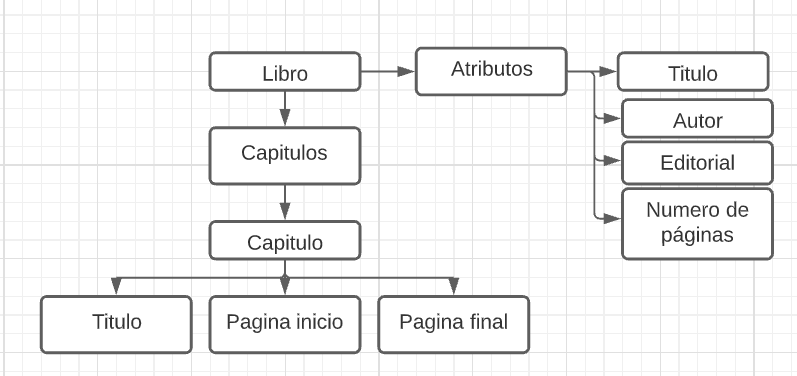 Libro
Atributos
Titulo
Autor
Capitulos
Editorial
Numero de
páginas
Capitulo
Titulo
Pagina inicio
Pagina final